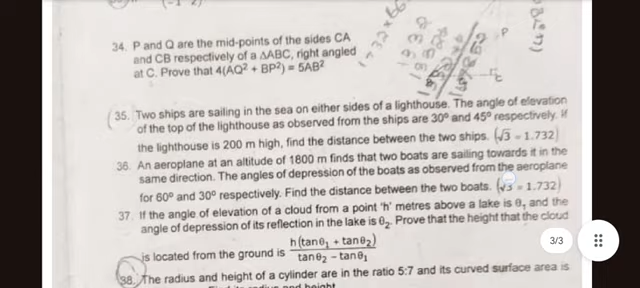 34. P and Q are the mid-points of the sides CA
and CB respectively of a ΔABC, right angled
at C. Prove that 4(AQ² + BP²) = 5AB²
35. Two ships are sailing in the sea on either sides of a lighthouse. The angle of elevation
of the top of the lighthouse as observed from the ships are 30° and 45° respectively. If
the lighthouse is 200 m high, find the distance between the two ships. (√3 = 1.732)
36. An aeroplane at an altitude of 1800 m finds that two boats are sailing towards it in the
same direction. The angles of depression of the boats as observed from the aeroplane
for 60° and 30° respectively. Find the distance between the two boats. (√3 = 1.732)
37. If the angle of elevation of a cloud from a point 'h' metres above a lake is θ₁ and the
angle of depression of its reflection in the lake is θ₂. Prove that the height that the cloud
is located from the ground is h(tanθ₁ + tanθ₂) / tanθ₂ − tanθ₁
3/3
38. The radius and height of a cylinder are in the ratio 5:7 and its curved surface area is